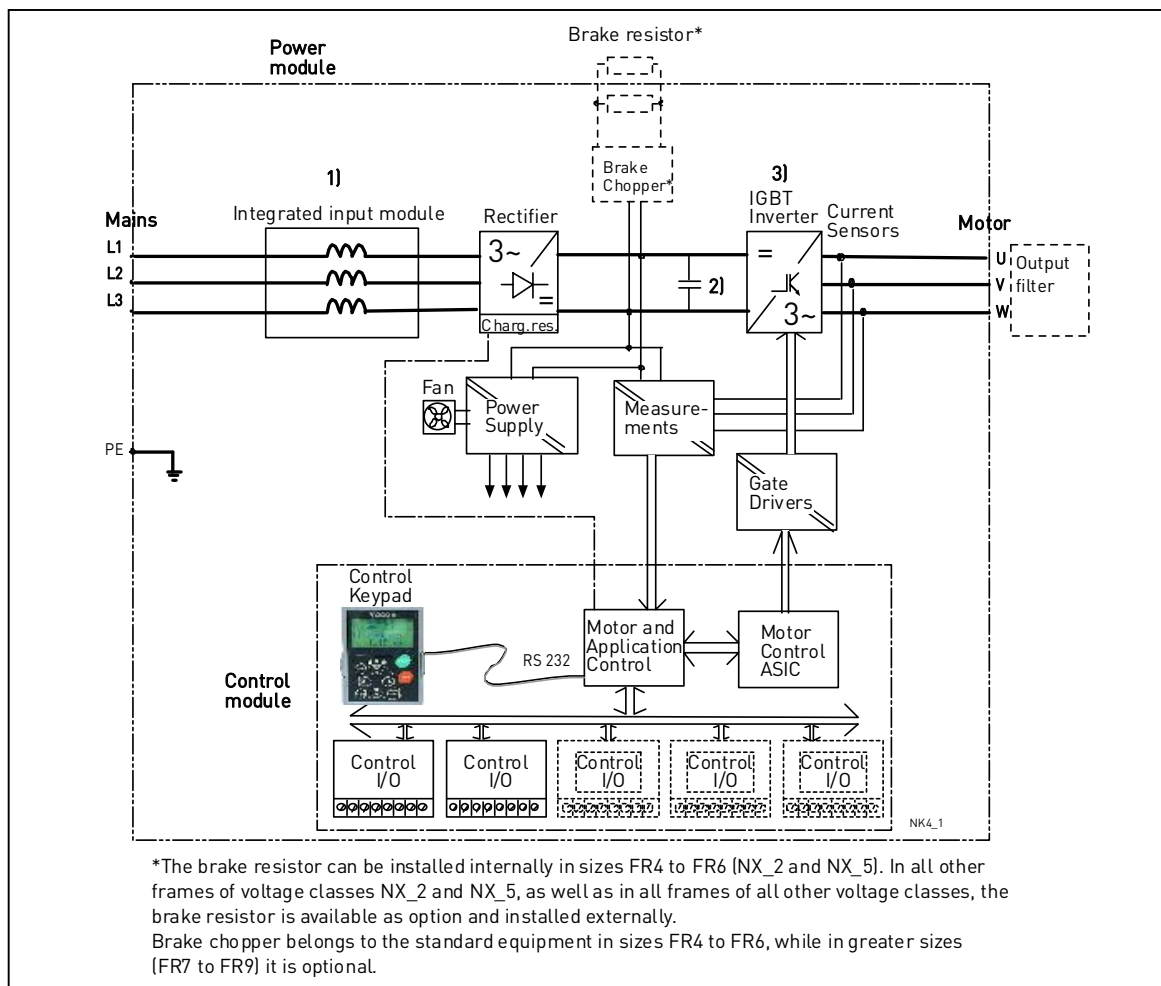 Brake resistor*
Power
module
Brake
Chopper*
1)
3)
IGBT
Inverter
Current
Sensors
Mains
Integrated input module
Rectifier
Motor
L1
L2
L3
3~
=
Charg.res.
2)
=
3~
U
V
W
Output
filter
Fan
Power
Supply
Measure-
ments
PE
Gate
Drivers
Control
Keypad
RS 232
Motor and
Application
Control
Motor
Control
ASIC
Control
module
Control
I/O
Control
I/O
Control
I/O
Control
I/O
Control
I/O
NK4_1
*The brake resistor can be installed internally in sizes FR4 to FR6 (NX_2 and NX_5). In all other
frames of voltage classes NX_2 and NX_5, as well as in all frames of all other voltage classes, the
brake resistor is available as option and installed externally.
Brake chopper belongs to the standard equipment in sizes FR4 to FR6, while in greater sizes
(FR7 to FR9) it is optional.